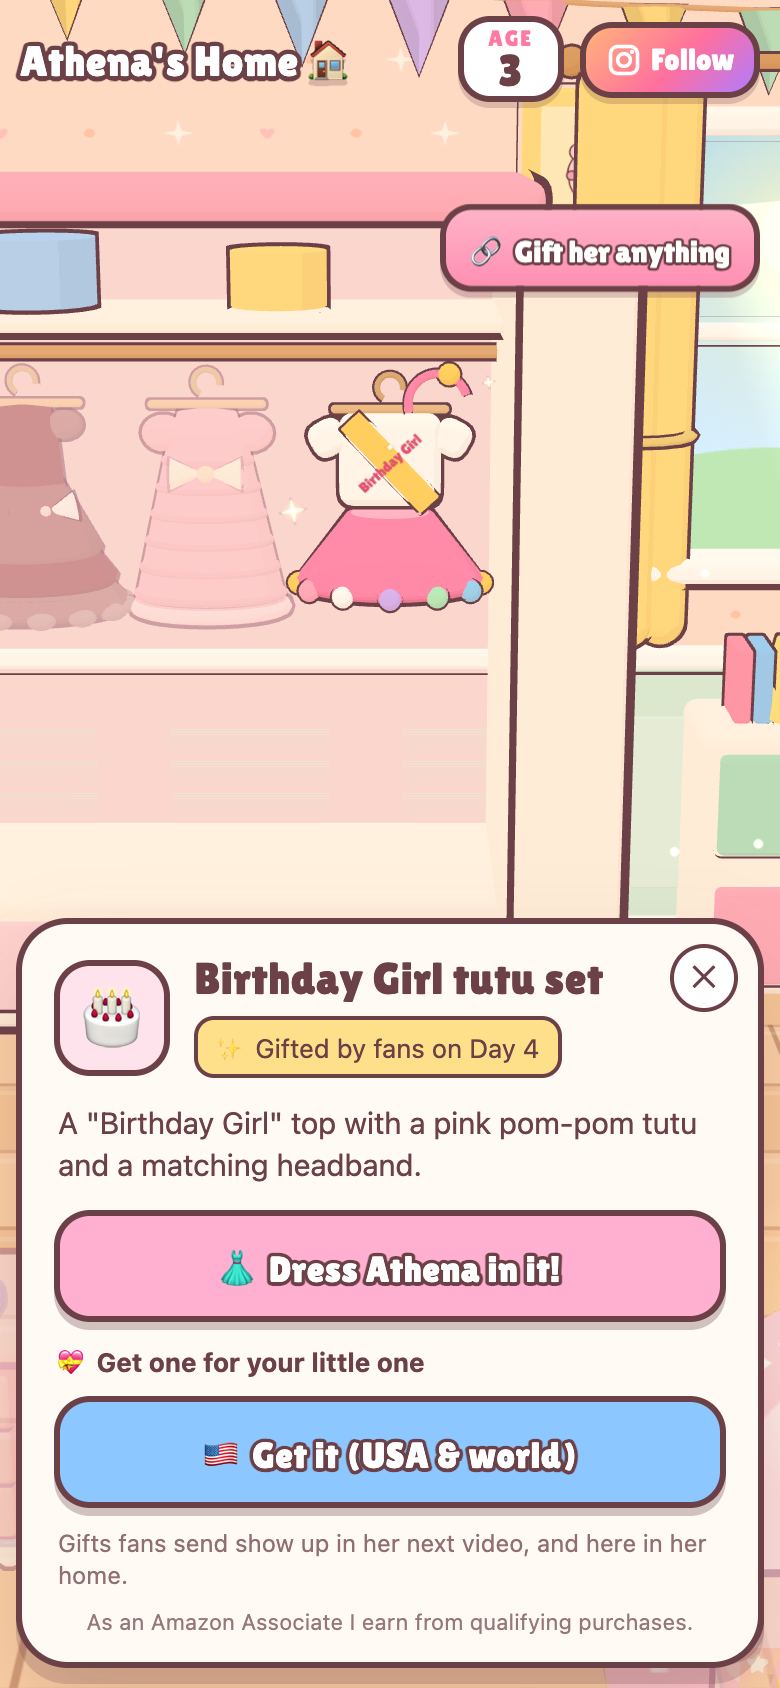 Athena's Home
AGE
3
Follow
Gift her anything
Birthday Girl
Birthday Girl tutu set
Gifted by fans on Day 4
A "Birthday Girl" top with a pink pom-pom tutu
and a matching headband.
Dress Athena in it!
Get one for your little one
Get it (USA & world)
Gifts fans send show up in her next video, and here in her
home.
As an Amazon Associate I earn from qualifying purchases.